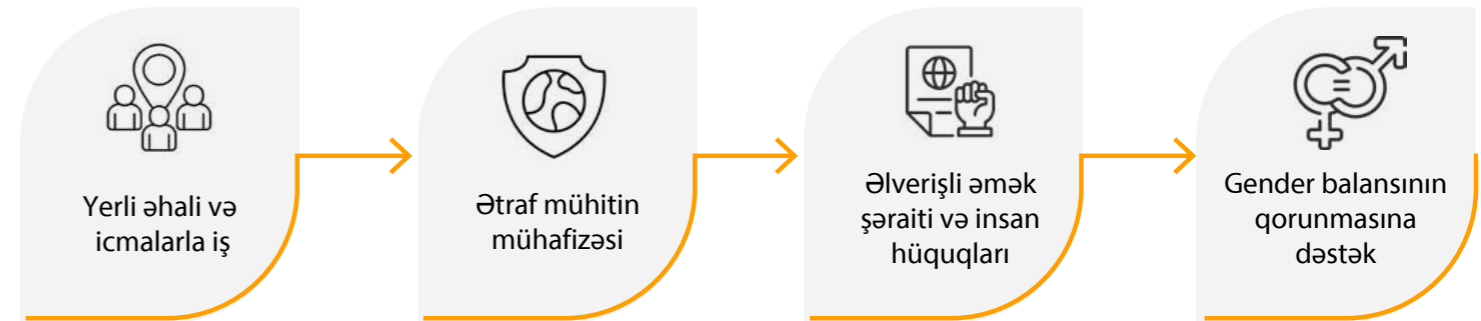 Yerli əhali və
icmalarla iş
Ətraf mühitin
mühafizəsi
Əlverişli əmək
şəraiti və insan
hüquqları
Gender balansının
qorunmasına
dəstək